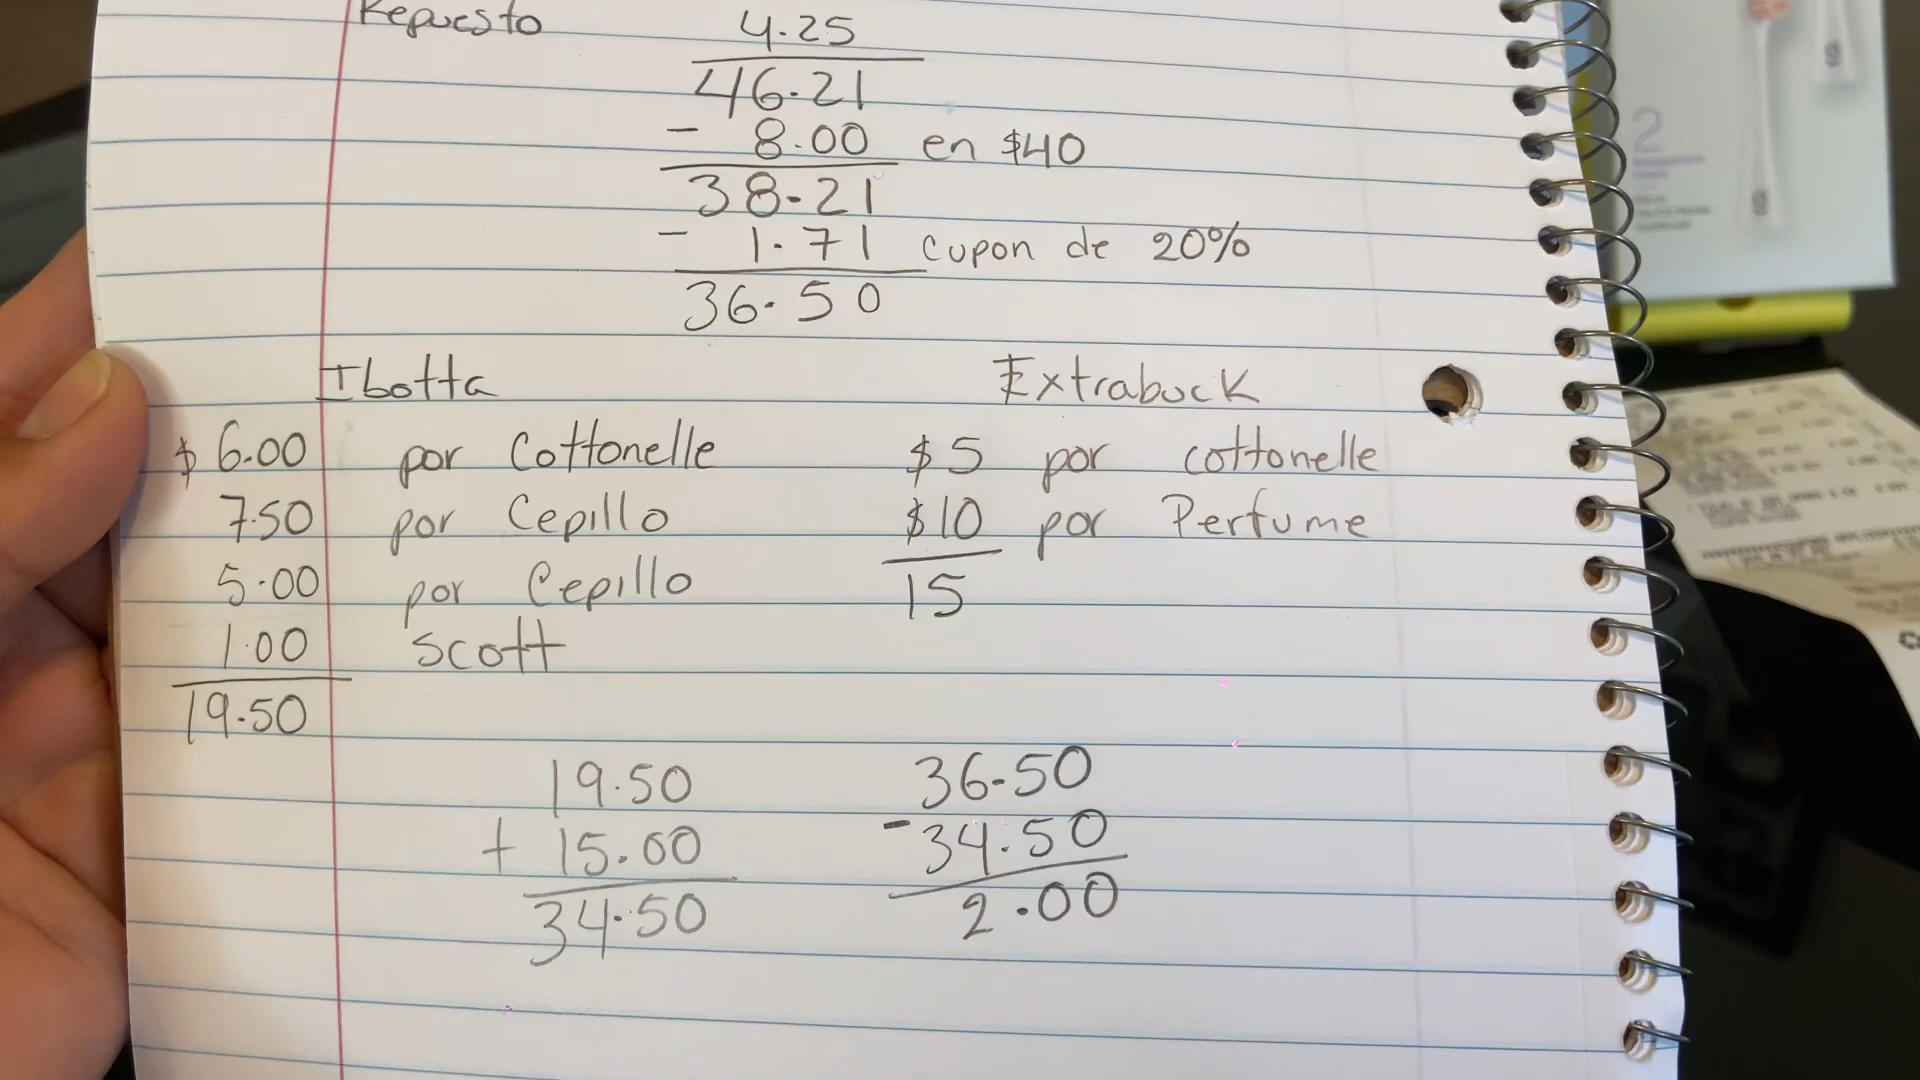 Repuesto 4.25
46.21
- 8.00 en $40
38.21
- 1.71 cupon de 20%
36.50
Ibotta Extrabuck
$ 6.00 por Cottonelle $5 por cottonelle
7.50 por Cepillo $10 por Perfume
5.00 por Cepillo 15
1.00 Scott
19.50
19.50 36.50
+ 15.00 - 34.50
34.50 2.00
2